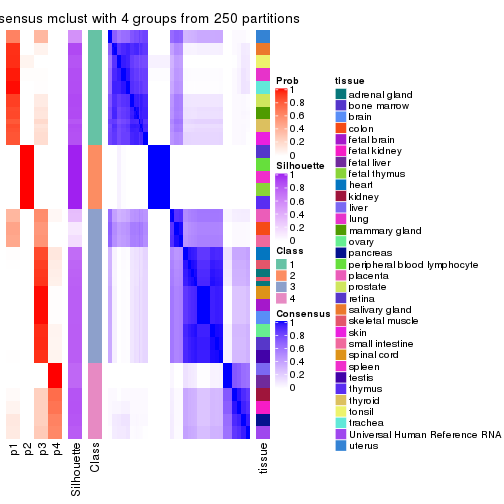 sensus mclust with 4 groups from 250 partitions
p1
p2
p3
p4
Silhouette
Class
tissue
Prob
1
0.8
0.6
0.4
0.2
0
Silhouette
1
0.8
0.6
0.4
0.2
0
Class
1
2
3
4
Consensus
1
0.8
0.6
0.4
0.2
0
tissue
adrenal gland
bone marrow
brain
colon
fetal brain
fetal kidney
fetal liver
fetal thymus
heart
kidney
liver
lung
mammary gland
ovary
pancreas
peripheral blood lymphocyte
placenta
prostate
retina
salivary gland
skeletal muscle
skin
small intestine
spinal cord
spleen
testis
thymus
thyroid
tonsil
trachea
Universal Human Reference RNA
uterus